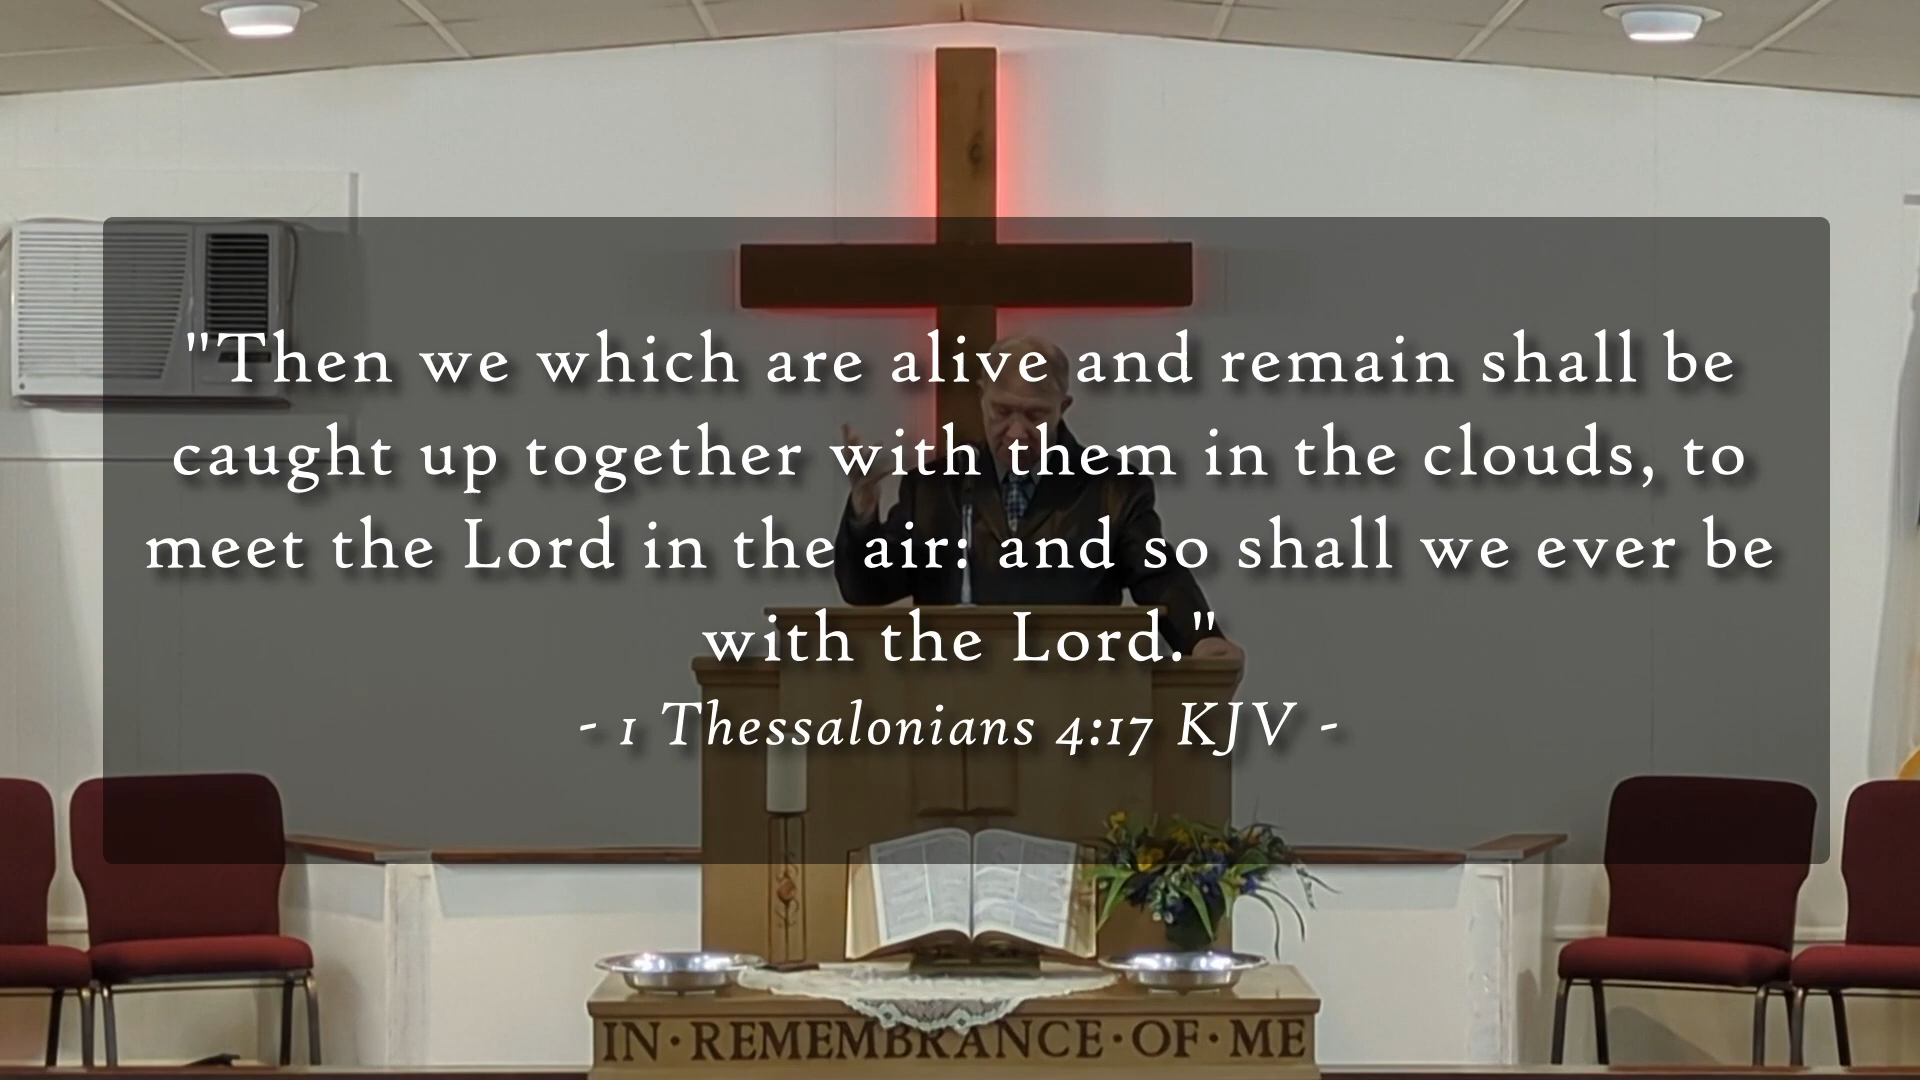 "Then we which are alive and remain shall be
caught up together with them in the clouds, to
meet the Lord in the air: and so shall we ever be
with the Lord."
- 1 Thessalonians 4:17 KJV -
IN·REMEMBRANCE·OF·ME